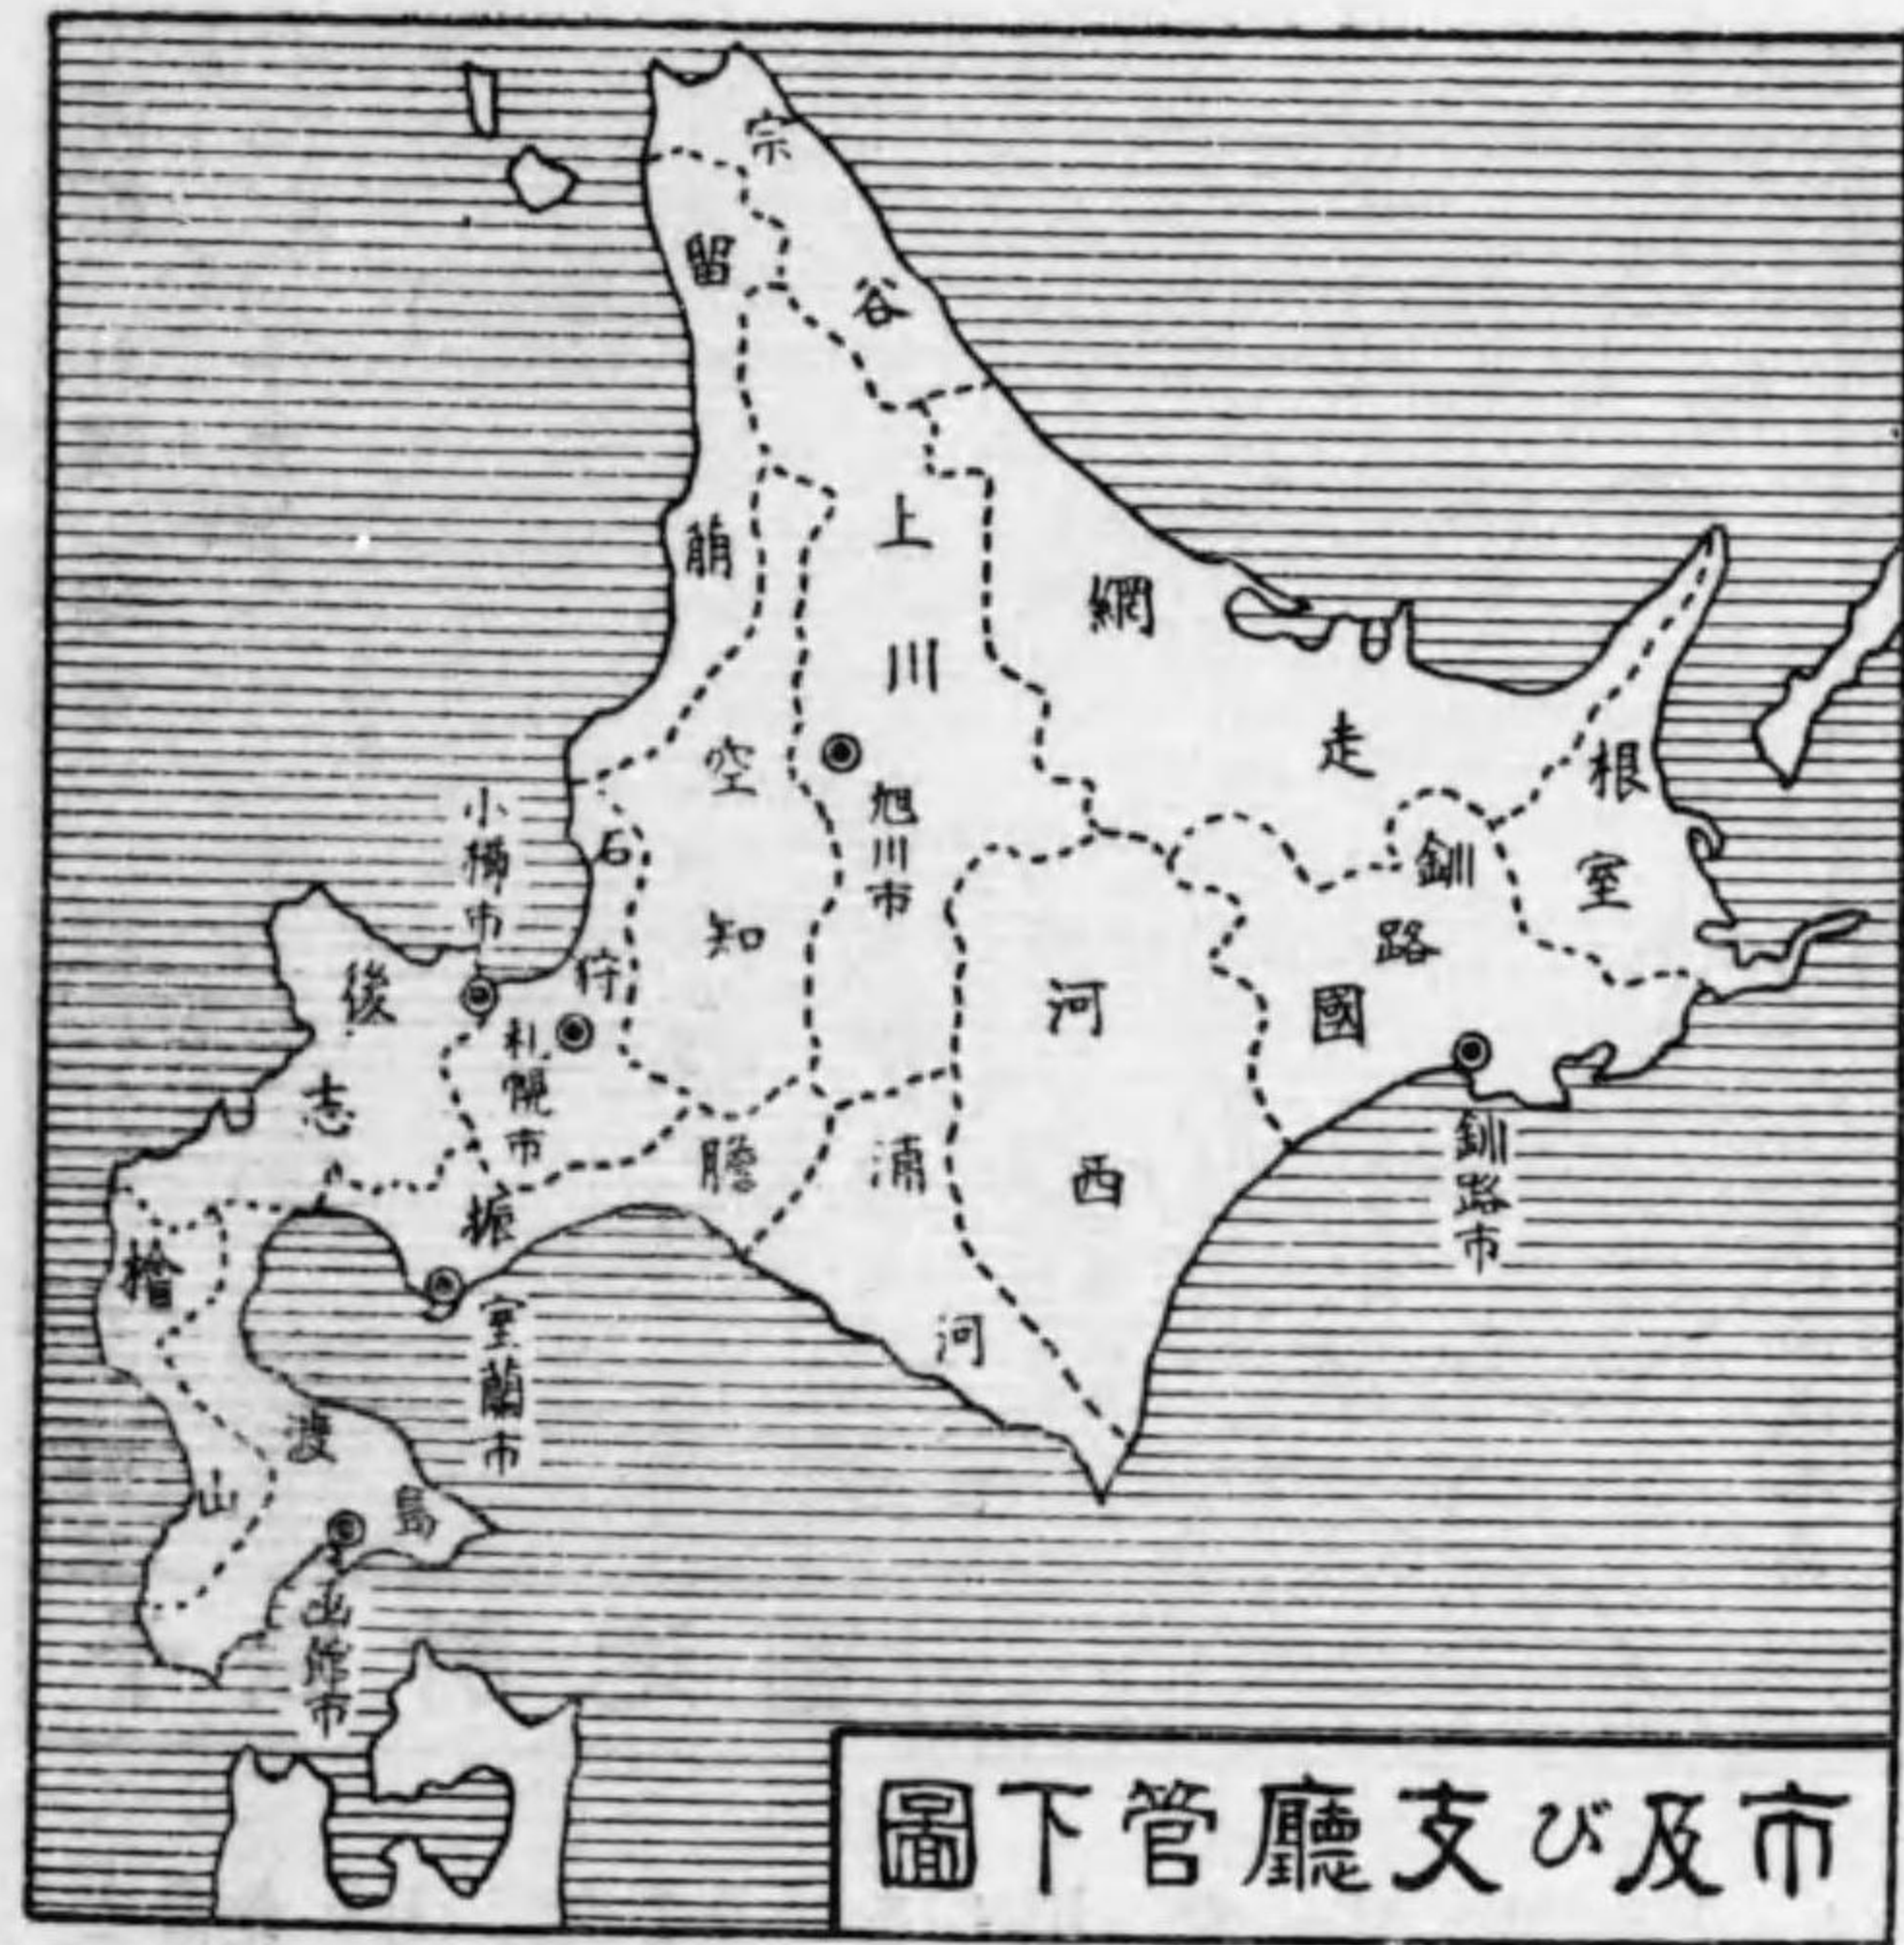 市及び支廳管下圖
宗谷
留萠
上川
網走
根室
釧路國
空知
石狩
後志
河西
膽振
浦河
檜山
渡島
旭川市
小樽市
札幌市
釧路市
室蘭市
函館市